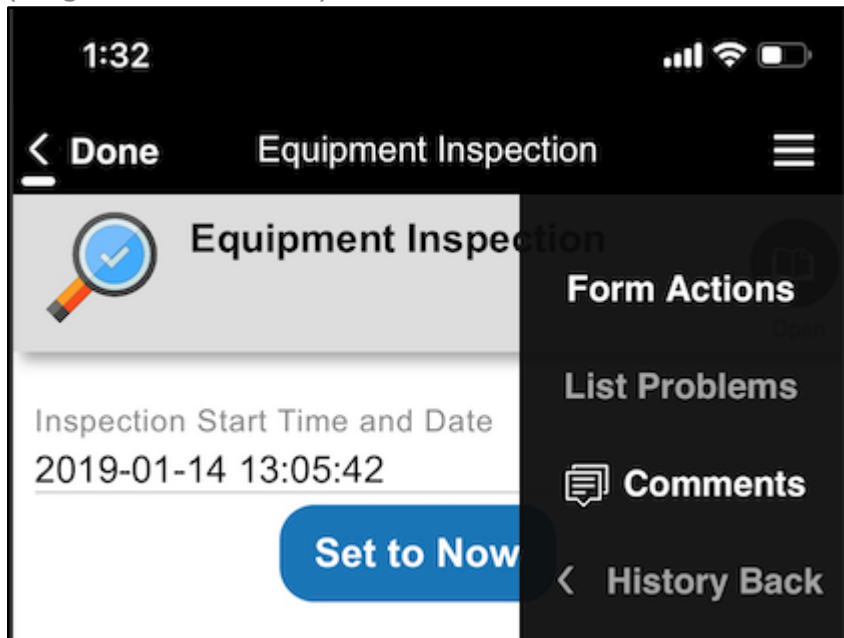 1:32
Done
Equipment Inspection
Equipment Inspection
Open
Form Actions
List Problems
Inspection Start Time and Date
2019-01-14 13:05:42
Comments
Set to Now
History Back